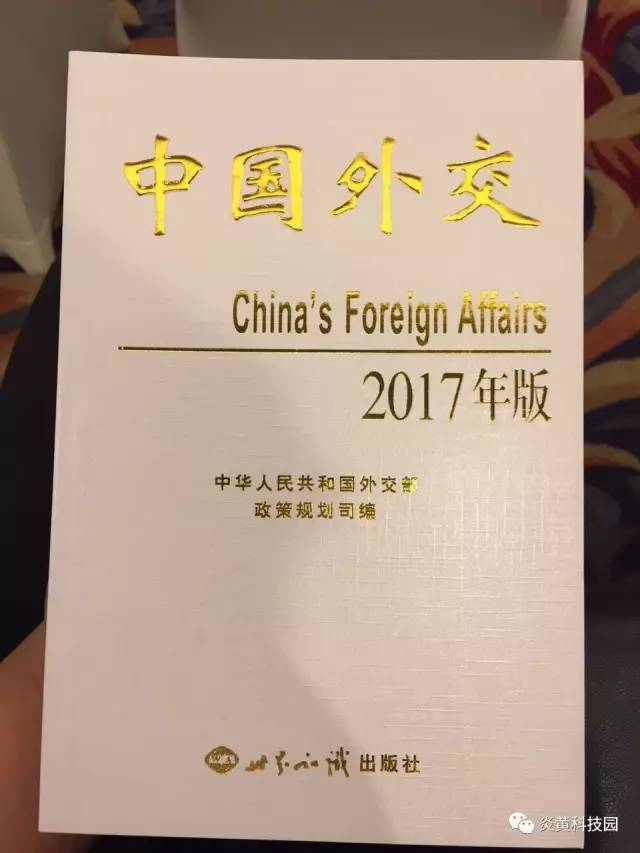 中国外交
China's Foreign Affairs
2017年版
中华人民共和国外交部
政策规划司编
世界知识出版社
炎黄科技园